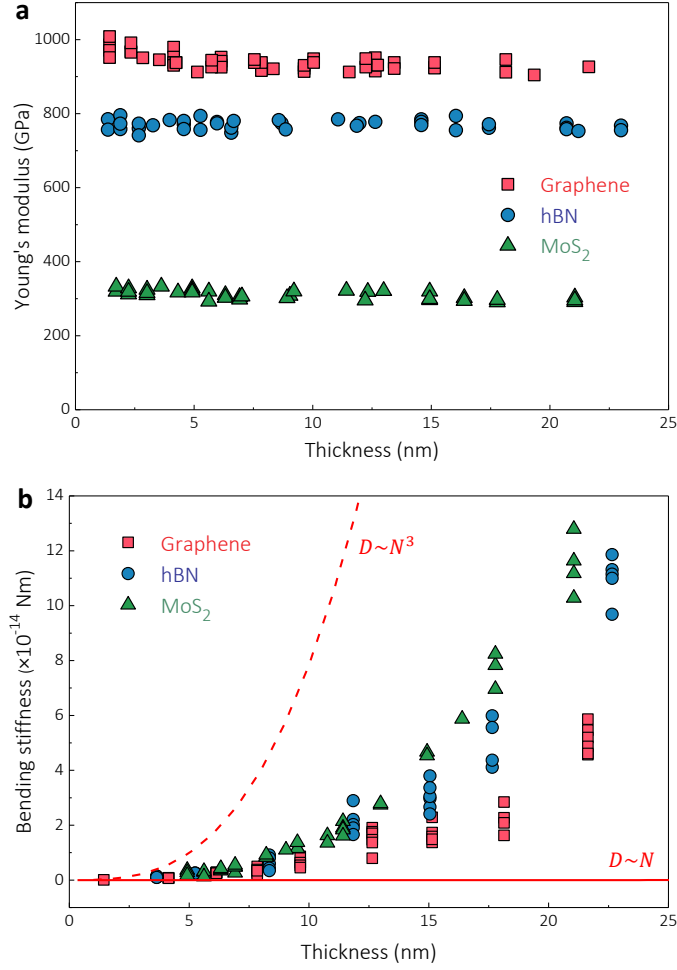 a
Young's modulus (GPa)
1000
800
600
400
200
0
Graphene
hBN
MoS₂
0 5 10 15 20 25
Thickness (nm)
b
Bending stiffness (×10⁻¹⁴ Nm)
14
12
10
8
6
4
2
0
Graphene
hBN
MoS₂
D~N³
D~N
0 5 10 15 20 25
Thickness (nm)